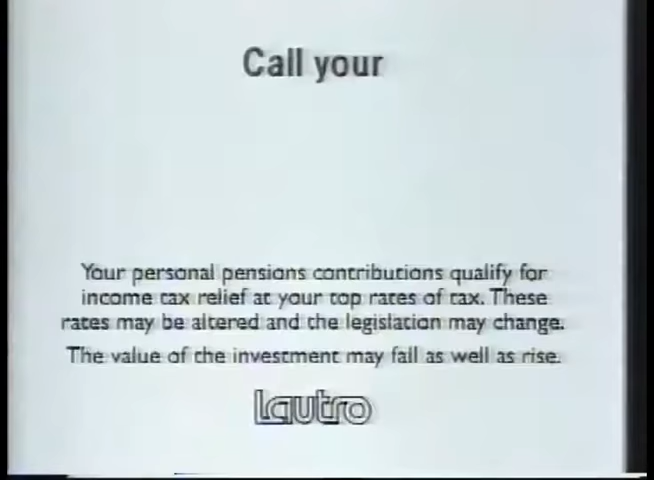 Call your
Your personal pensions contributions qualify for
income tax relief at your top rates of tax. These
rates may be altered and the legislation may change.
The value of the investment may fall as well as rise.
Lautro